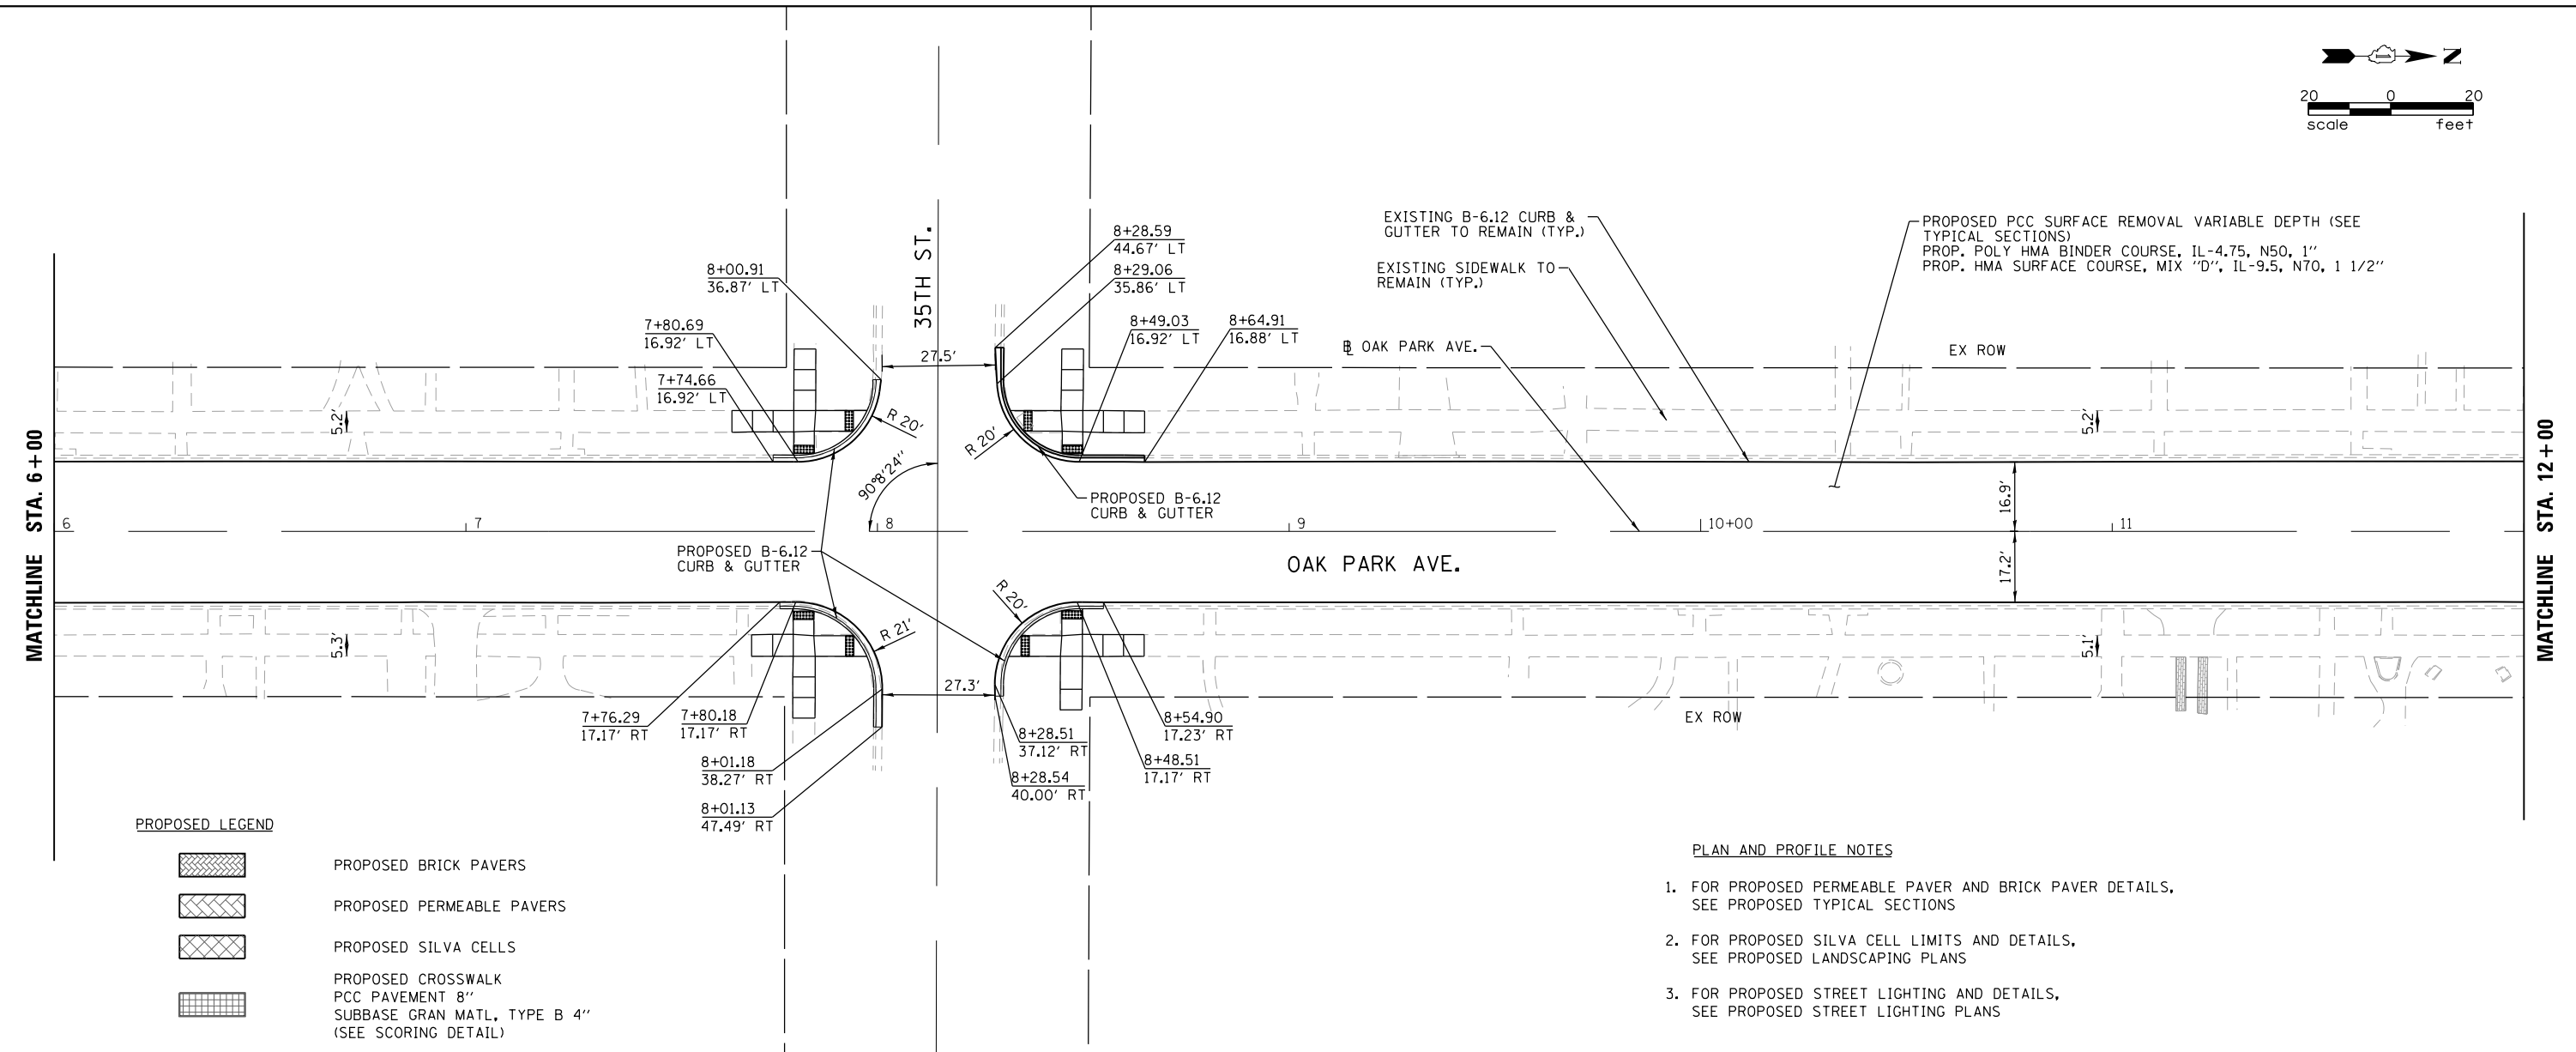 N
20 0 20
scale feet
MATCHLINE STA. 6+00
MATCHLINE STA. 12+00
35TH ST.
8+00.91
36.87' LT
7+80.69
16.92' LT
7+74.66
16.92' LT
8+28.59
44.67' LT
8+29.06
35.86' LT
8+49.03
16.92' LT
8+64.91
16.88' LT
27.5'
R 20'
R 20'
90°8'24"
EXISTING B-6.12 CURB &
GUTTER TO REMAIN (TYP.)
EXISTING SIDEWALK TO
REMAIN (TYP.)
BL OAK PARK AVE.
PROPOSED PCC SURFACE REMOVAL VARIABLE DEPTH (SEE
TYPICAL SECTIONS)
PROP. POLY HMA BINDER COURSE, IL-4.75, N50, 1"
PROP. HMA SURFACE COURSE, MIX "D", IL-9.5, N70, 1 1/2"
EX ROW
5.2'
5.2'
PROPOSED B-6.12
CURB & GUTTER
16.9'
6 7 8 9 10+00 11
PROPOSED B-6.12
CURB & GUTTER
OAK PARK AVE.
17.2'
R 20'
R 21'
5.3'
5.1'
27.3'
EX ROW
7+76.29
17.17' RT
7+80.18
17.17' RT
8+01.18
38.27' RT
8+01.13
47.49' RT
8+28.51
37.12' RT
8+28.54
40.00' RT
8+54.90
17.23' RT
8+48.51
17.17' RT
PROPOSED LEGEND
PROPOSED BRICK PAVERS
PROPOSED PERMEABLE PAVERS
PROPOSED SILVA CELLS
PROPOSED CROSSWALK
PCC PAVEMENT 8"
SUBBASE GRAN MATL, TYPE B 4"
(SEE SCORING DETAIL)
PLAN AND PROFILE NOTES
1. FOR PROPOSED PERMEABLE PAVER AND BRICK PAVER DETAILS,
SEE PROPOSED TYPICAL SECTIONS
2. FOR PROPOSED SILVA CELL LIMITS AND DETAILS,
SEE PROPOSED LANDSCAPING PLANS
3. FOR PROPOSED STREET LIGHTING AND DETAILS,
SEE PROPOSED STREET LIGHTING PLANS